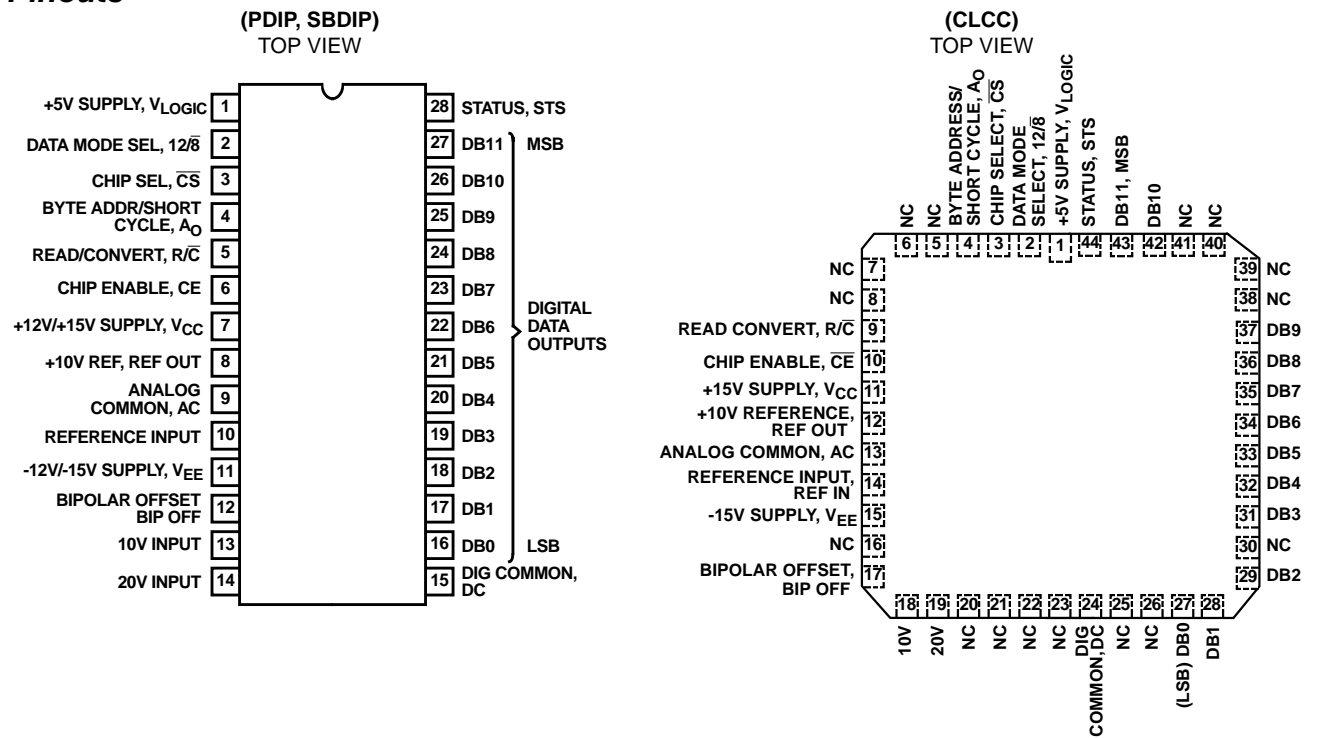 Pinouts
(PDIP, SBDIP)
TOP VIEW
+5V SUPPLY, VLOGIC 1
DATA MODE SEL, 12/8̅ 2
CHIP SEL, C̅S̅ 3
BYTE ADDR/SHORT
CYCLE, AO 4
READ/CONVERT, R/C̅ 5
CHIP ENABLE, CE 6
+12V/+15V SUPPLY, VCC 7
+10V REF, REF OUT 8
ANALOG
COMMON, AC 9
REFERENCE INPUT 10
-12V/-15V SUPPLY, VEE 11
BIPOLAR OFFSET
BIP OFF 12
10V INPUT 13
20V INPUT 14
28 STATUS, STS
27 DB11 MSB
26 DB10
25 DB9
24 DB8
23 DB7
22 DB6
21 DB5
20 DB4
19 DB3
18 DB2
17 DB1
16 DB0 LSB
15 DIG COMMON,
DC
DIGITAL
DATA
OUTPUTS
(CLCC)
TOP VIEW
NC 6
NC 5
BYTE ADDRESS/
SHORT CYCLE, AO 4
CHIP SELECT, C̅S̅ 3
DATA MODE
SELECT, 12/8̅ 2
+5V SUPPLY, VLOGIC 1
STATUS, STS 44
DB11, MSB 43
DB10 42
NC 41
NC 40
NC 7
NC 8
READ CONVERT, R/C̅ 9
CHIP ENABLE, C̅E̅ 10
+15V SUPPLY, VCC 11
+10V REFERENCE,
REF OUT 12
ANALOG COMMON, AC 13
REFERENCE INPUT,
REF IN 14
-15V SUPPLY, VEE 15
NC 16
BIPOLAR OFFSET,
BIP OFF 17
39 NC
38 NC
37 DB9
36 DB8
35 DB7
34 DB6
33 DB5
32 DB4
31 DB3
30 NC
29 DB2
18 10V
19 20V
20 NC
21 NC
22 NC
23 NC
24 DIG
COMMON,DC
25 NC
26 NC
27 (LSB) DB0
28 DB1